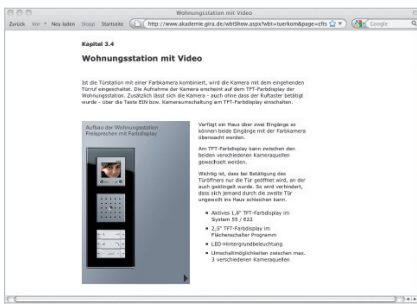 Wohnungsstation mit Video
Zurück Vor Neu laden Stopp Startseite http://www.akademie.gira.de/wbtShow.aspx?wbt=tuerkom&page=cfts Google
Kapitel 3.4
Wohnungsstation mit Video
Ist die Türstation mit einer Farbkamera kombiniert, wird die Kamera mit dem eingehenden
Türruf eingeschaltet. Die Aufnahme der Kamera erscheint auf dem TFT-Farbdisplay der
Wohnungsstation. Zusätzlich lässt sich die Kamera - auch ohne dass der Ruftaster betätigt
wurde - über die Taste EIN bzw. Kameraumschaltung am TFT-Farbdisplay einschalten.
Aufbau der Wohnungsstation
Freisprechen mit Farbdisplay
Verfügt ein Haus über zwei Eingänge so
können beide Eingänge mit der Farbkamera
überwacht werden.
Am TFT-Farbdisplay kann zwischen den
beiden verschiedenen Kameraquellen
gewechselt werden.
Wichtig ist, dass bei Betätigung des
Türöffners nur die Tür geöffnet wird, an der
auch geklingelt wurde. So wird verhindert,
dass sich jemand durch die zweite Tür
ungewollt ins Haus schleichen kann.
• Aktives 1,8" TFT-Farbdisplay im
System 55 / E22
• 2,5" TFT-Farbdisplay im
Flächenschalter Programm
• LED-Hintergrundbeleuchtung
• Umschaltmöglichkeiten zwischen max.
3 verschiedenen Kameraquellen